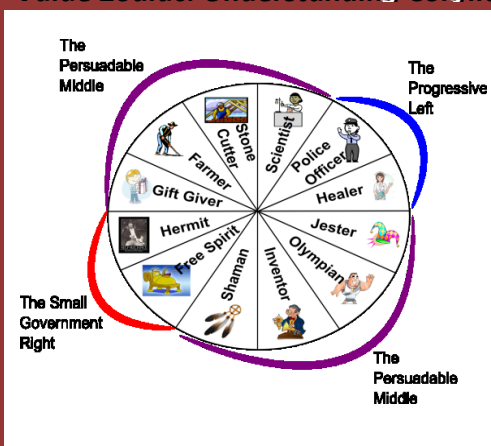 The
Persuadable
Middle
The
Progressive
Left
Stone
Cutter
Scientist
Farmer
Police
Officer
Gift Giver
Healer
Hermit
Jester
Free Spirit
Olympian
Shaman
Inventor
The Small
Government
Right
The
Persuadable
Middle